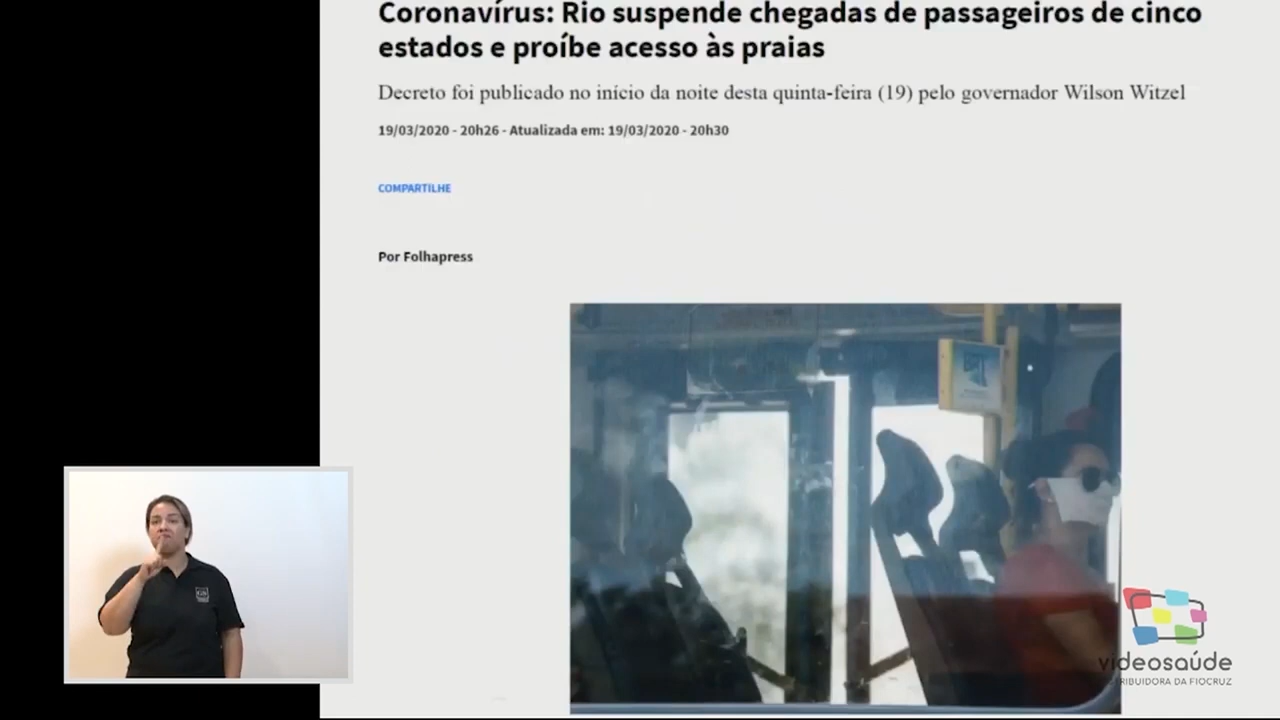 Coronavírus: Rio suspende chegadas de passageiros de cinco
estados e proíbe acesso às praias
Decreto foi publicado no início da noite desta quinta-feira (19) pelo governador Wilson Witzel
19/03/2020 - 20h26 - Atualizada em: 19/03/2020 - 20h30
COMPARTILHE
Por Folhapress
videosaúde
TRIBUIDORA DA FIOCRUZ